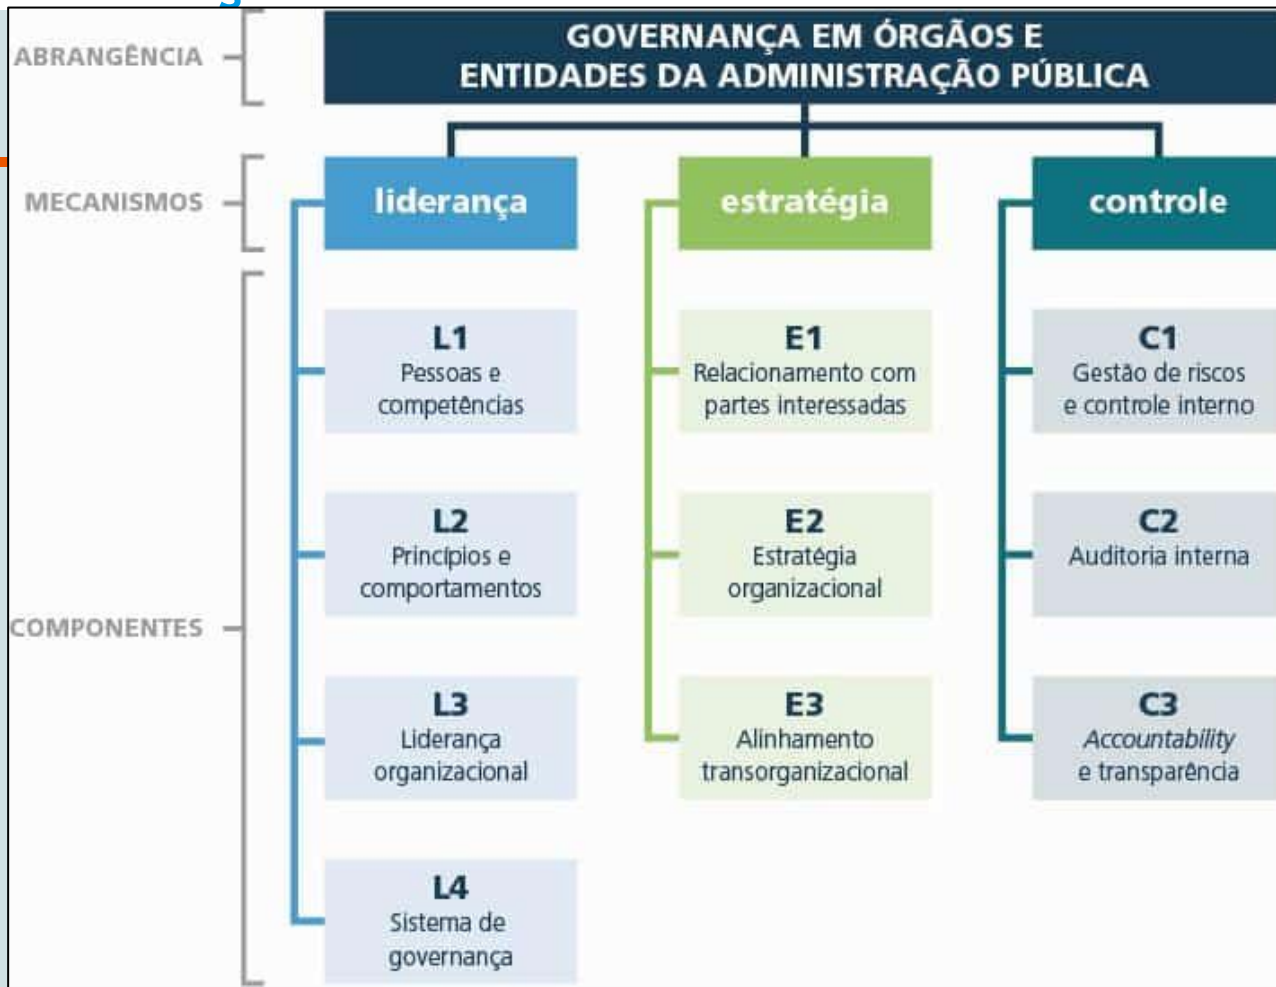 ABRANGÊNCIA
GOVERNANÇA EM ÓRGÃOS E
ENTIDADES DA ADMINISTRAÇÃO PÚBLICA
MECANISMOS
liderança
estratégia
controle
COMPONENTES
L1
Pessoas e
competências
L2
Princípios e
comportamentos
L3
Liderança
organizacional
L4
Sistema de
governança
E1
Relacionamento com
partes interessadas
E2
Estratégia
organizacional
E3
Alinhamento
transorganizacional
C1
Gestão de riscos
e controle interno
C2
Auditoria interna
C3
Accountability
e transparência